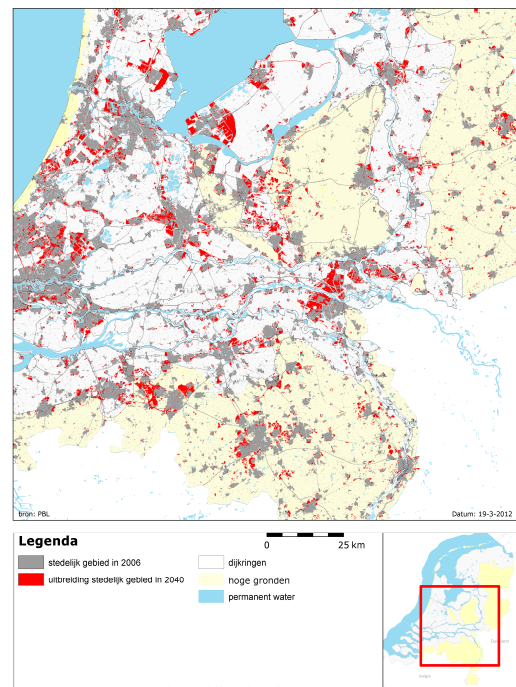 bron: PBL
Datum: 19-3-2012
Legenda
stedelijk gebied in 2006
uitbreiding stedelijk gebied in 2040
dijkringen
hoge gronden
permanent water
0 25 km